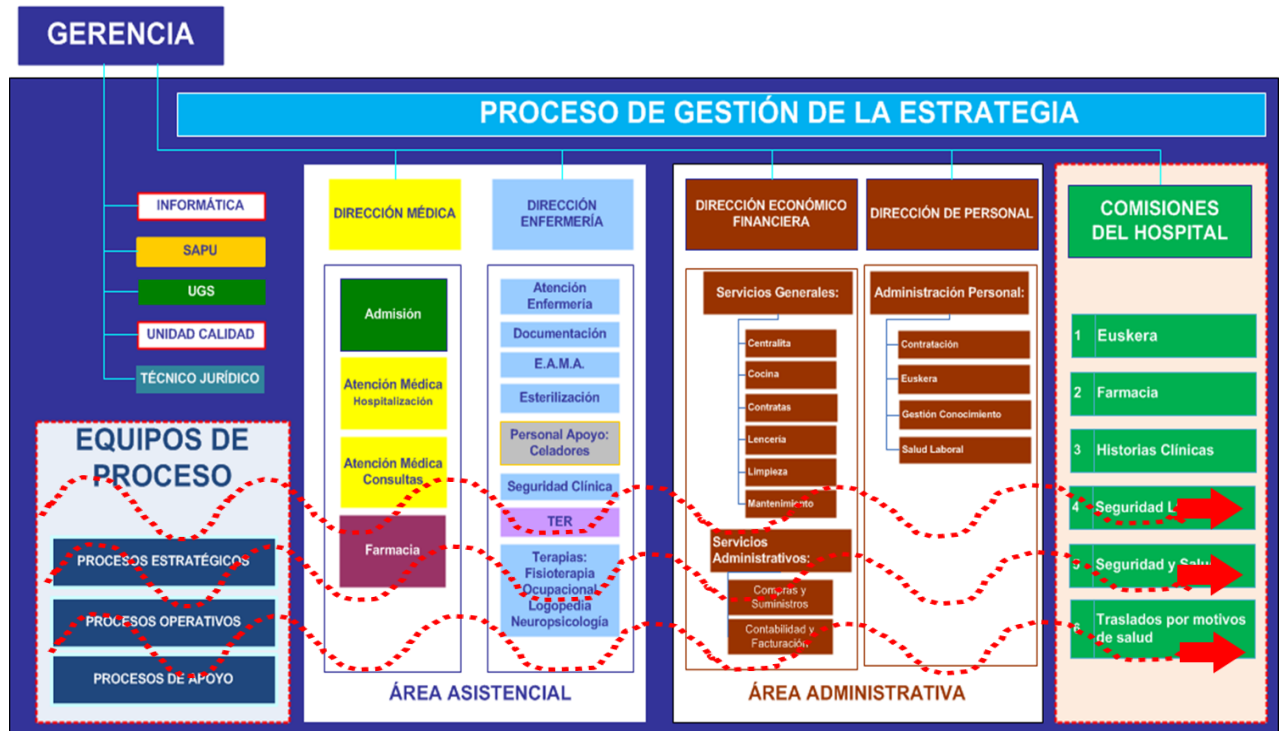 GERENCIA
PROCESO DE GESTIÓN DE LA ESTRATEGIA
INFORMÁTICA
SAPU
UGS
UNIDAD CALIDAD
TÉCNICO JURÍDICO
EQUIPOS DE
PROCESO
PROCESOS ESTRATÉGICOS
PROCESOS OPERATIVOS
PROCESOS DE APOYO
DIRECCIÓN MÉDICA
Admisión
Atención Médica
Hospitalización
Atención Médica
Consultas
Farmacia
DIRECCIÓN
ENFERMERÍA
Atención
Enfermería
Documentación
E.A.M.A.
Esterilización
Personal Apoyo:
Celadores
Seguridad Clínica
TER
Terapias:
Fisioterapia
Ocupacional
Logopedia
Neuropsicología
ÁREA ASISTENCIAL
DIRECCIÓN ECONÓMICO
FINANCIERA
Servicios Generales:
Centralita
Cocina
Contratas
Lencería
Limpieza
Mantenimiento
Servicios
Administrativos:
Compras y
Suministros
Contabilidad y
Facturación
DIRECCIÓN DE PERSONAL
Administración Personal:
Contratación
Euskera
Gestión Conocimiento
Salud Laboral
ÁREA ADMINISTRATIVA
COMISIONES
DEL HOSPITAL
1 Euskera
2 Farmacia
3 Historias Clínicas
4 Seguridad
5 Seguridad y Salud
6 Traslados por motivos
de salud